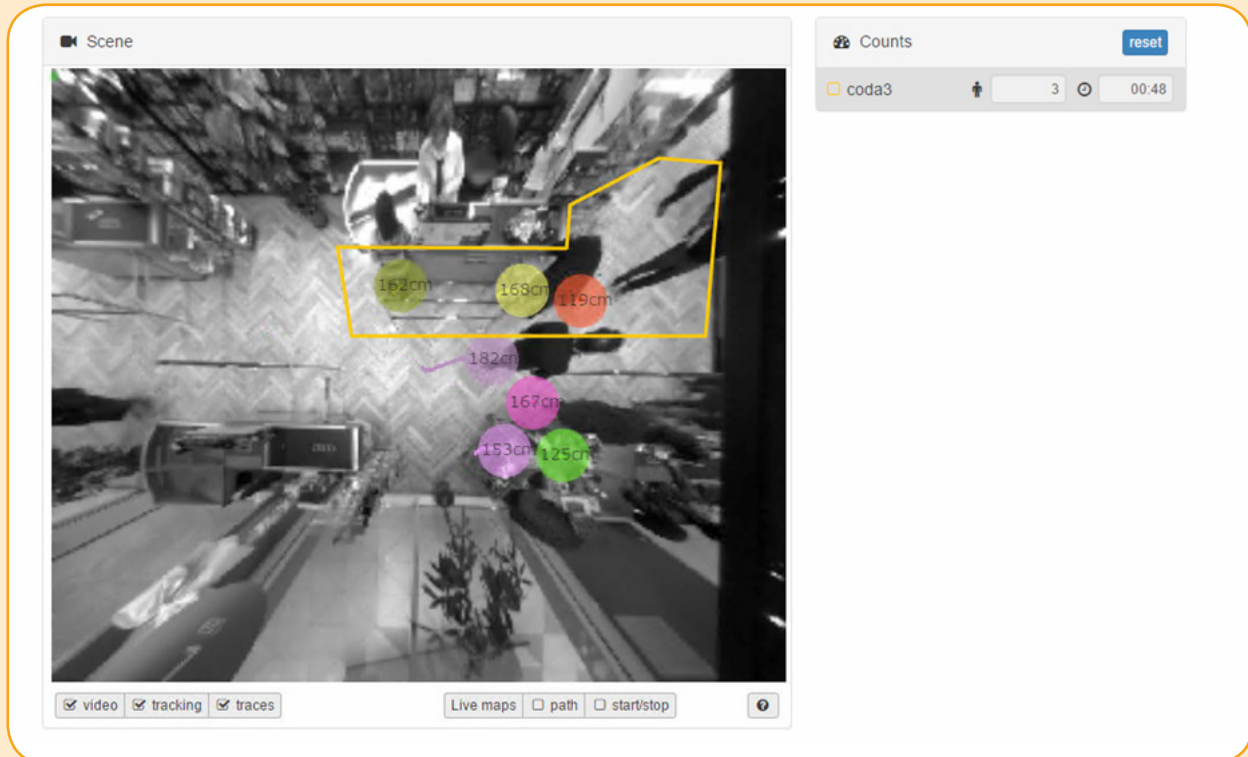 Scene
Counts
reset
coda3
3
00:48
162cm
168cm
119cm
182cm
167cm
153cm
125cm
video
tracking
traces
Live maps
path
start/stop